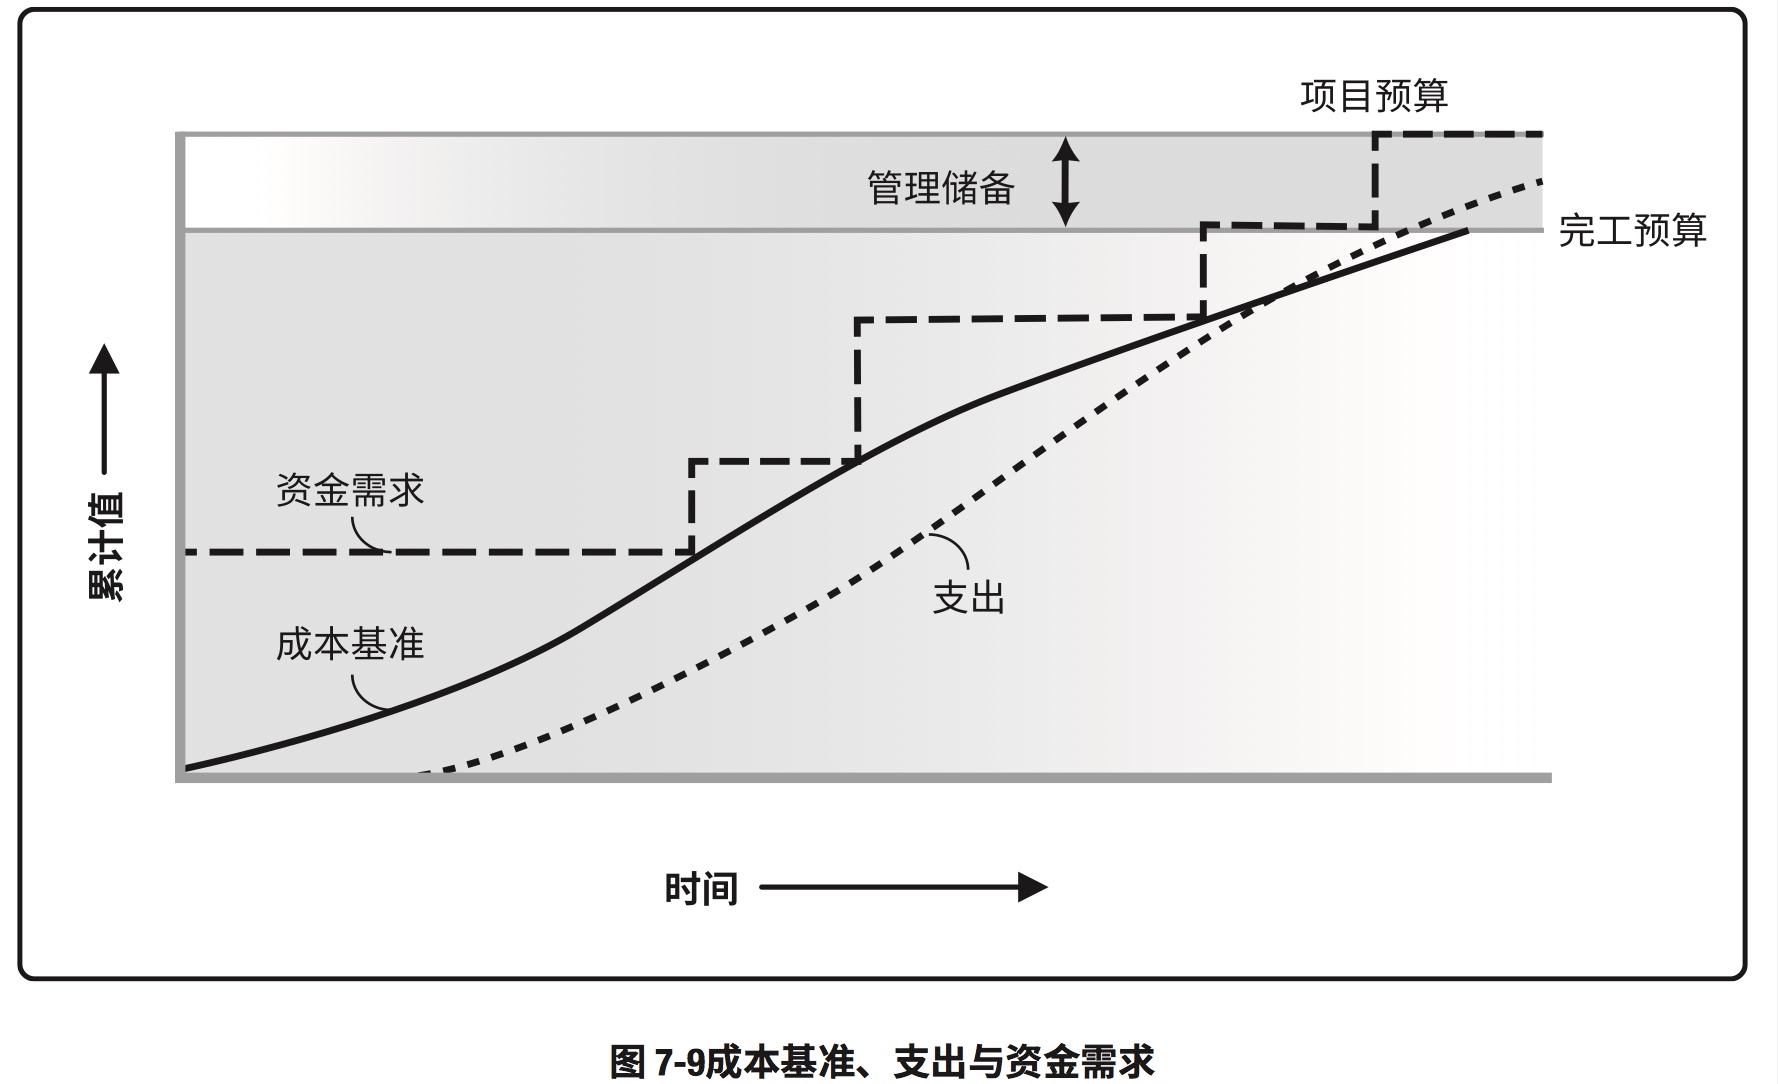 项目预算
管理储备
完工预算
累计值
资金需求
支出
成本基准
时间
图 7-9成本基准、支出与资金需求